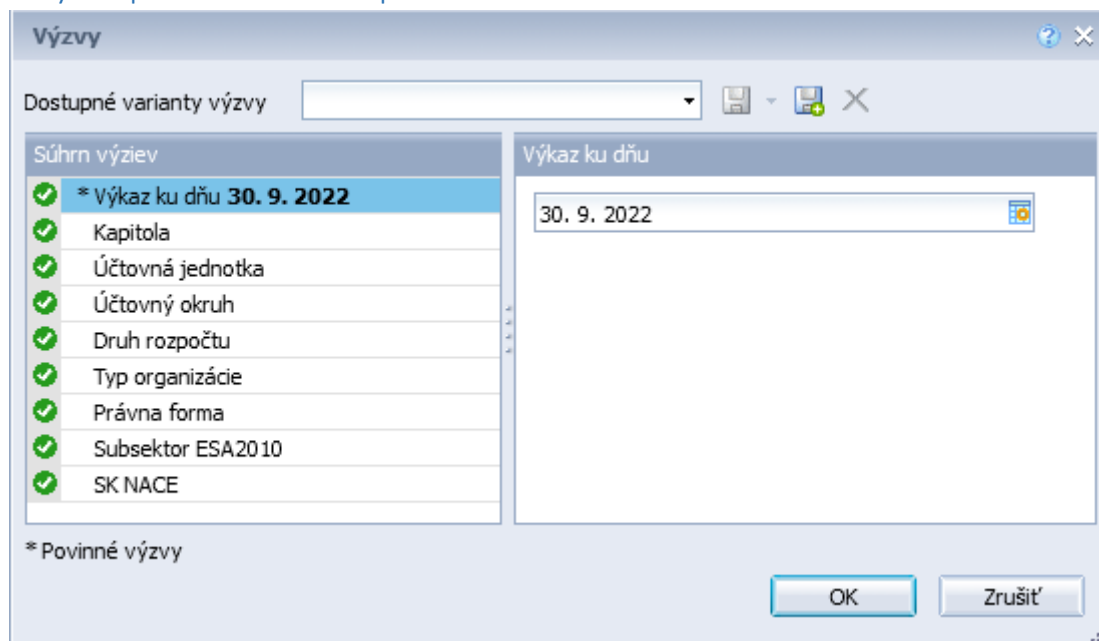 Výzvy
Dostupné varianty výzvy
Súhrn výziev
Výkaz ku dňu
* Výkaz ku dňu 30. 9. 2022
30. 9. 2022
Kapitola
Účtovná jednotka
Účtovný okruh
Druh rozpočtu
Typ organizácie
Právna forma
Subsektor ESA2010
SK NACE
* Povinné výzvy
OK
Zrušiť